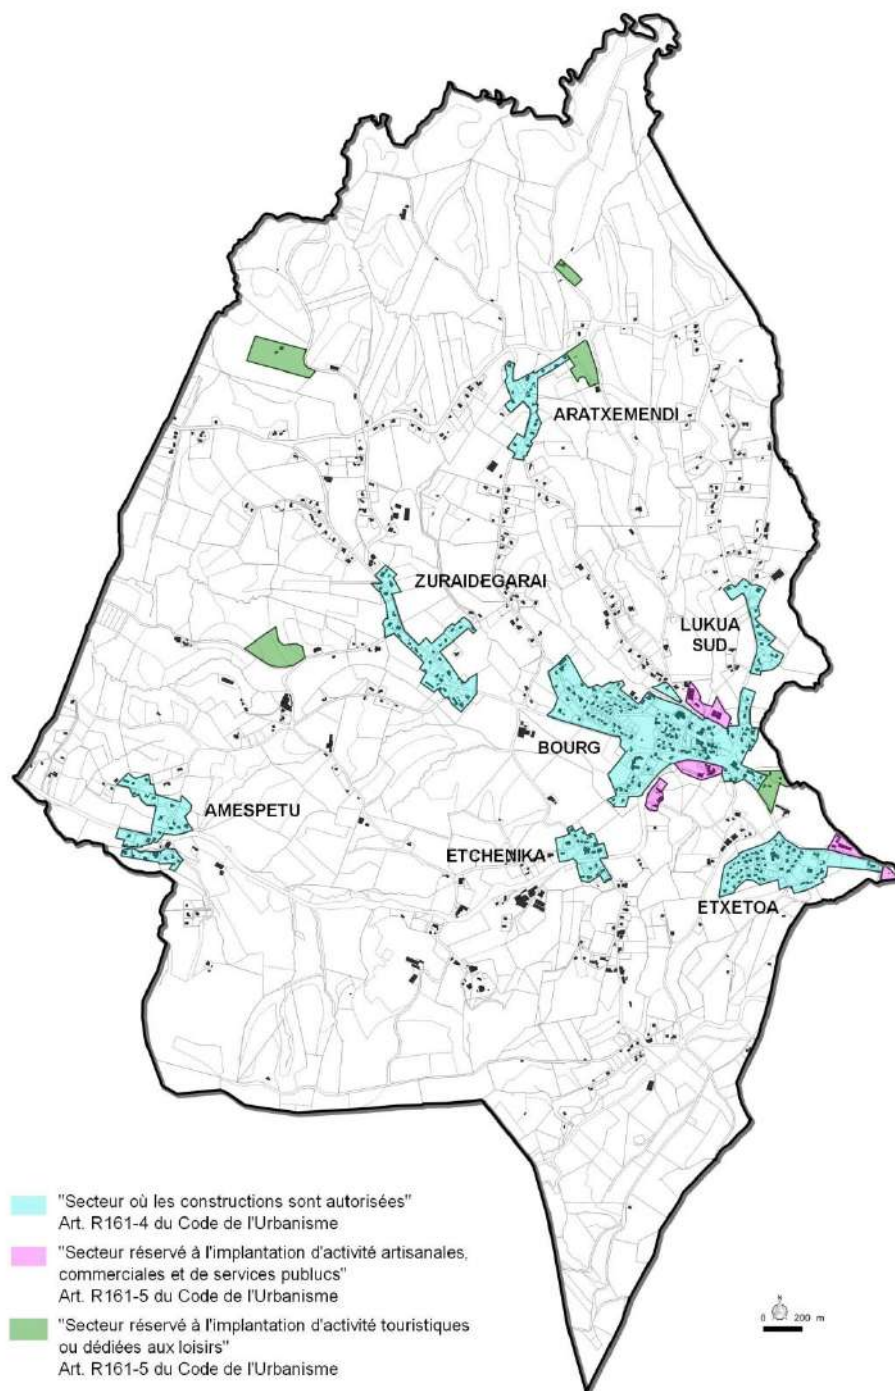 ARATXEMENDI
ZURAIDEGARAI
LUKUA
SUD
BOURG
AMESPETU
ETCHENIKA
ETXETOA
"Secteur où les constructions sont autorisées"
Art. R161-4 du Code de l'Urbanisme
"Secteur réservé à l'implantation d'activité artisanales,
commerciales et de services publucs"
Art. R161-5 du Code de l'Urbanisme
"Secteur réservé à l'implantation d'activité touristiques
ou dédiées aux loisirs"
Art. R161-5 du Code de l'Urbanisme
N
0 200 m